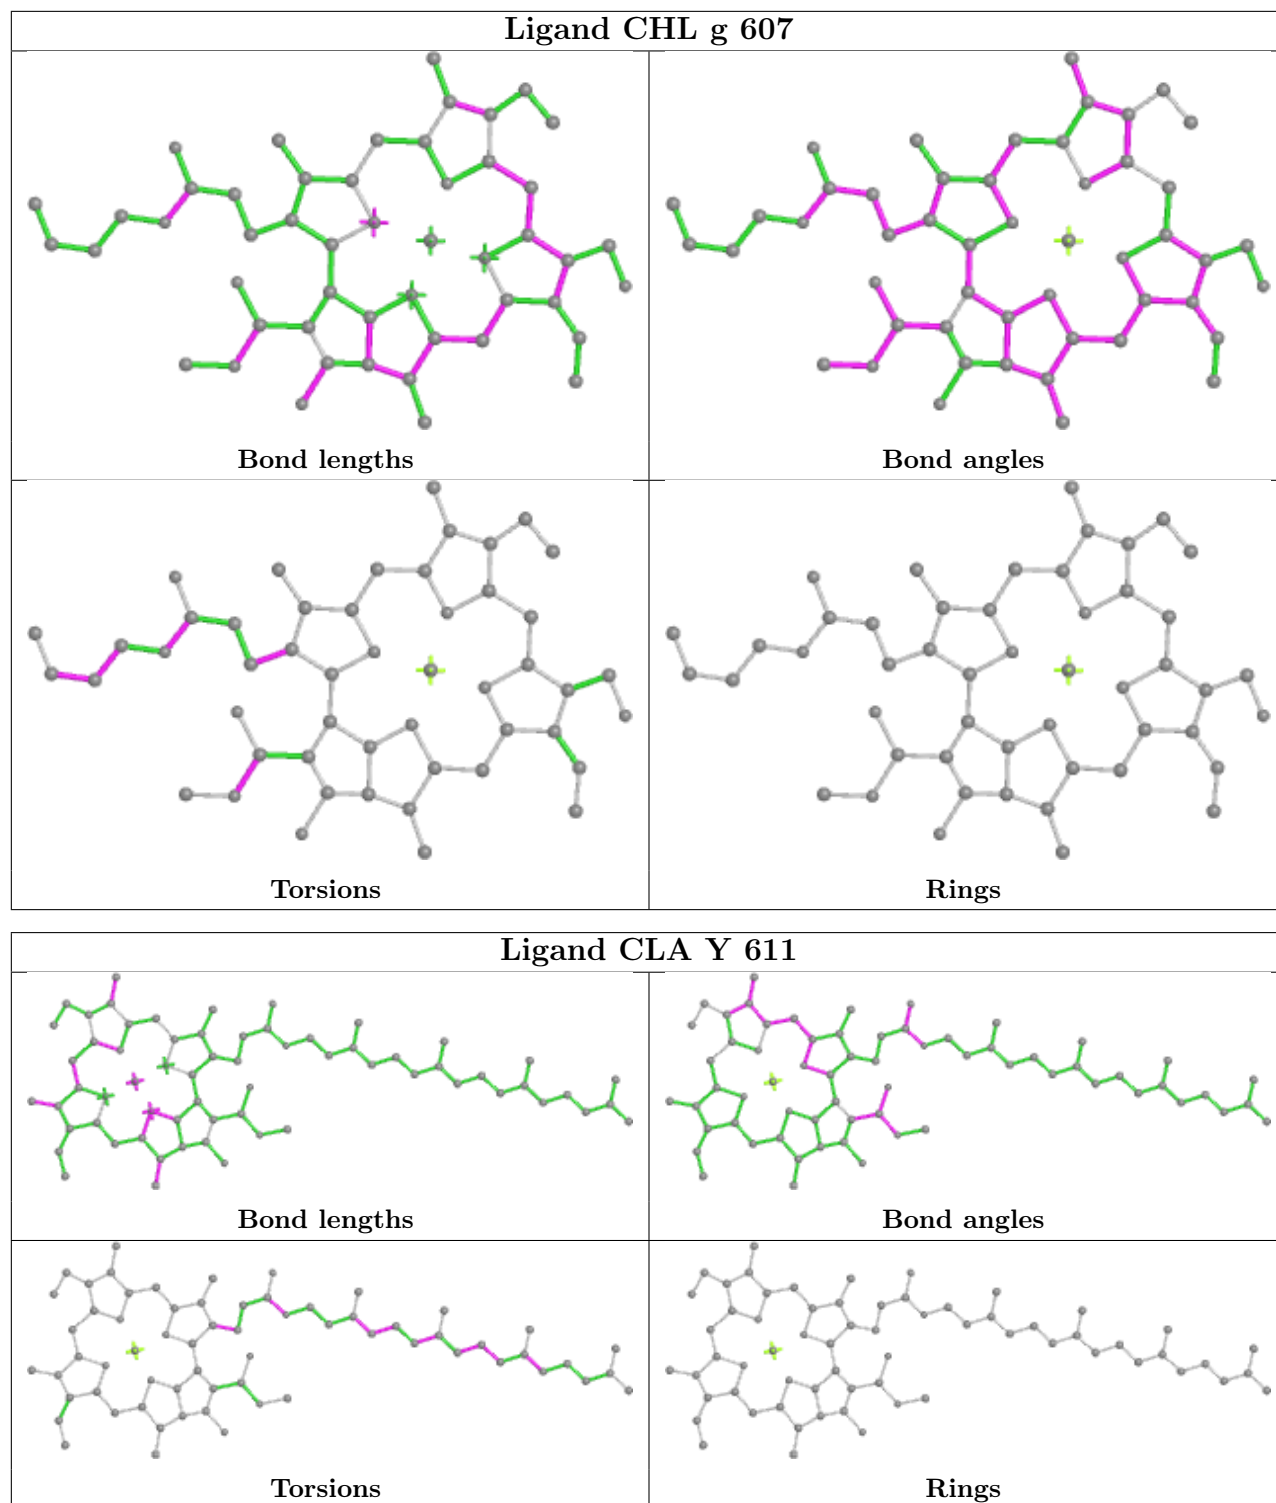 Ligand CHL g 607
Bond lengths
Bond angles
Torsions
Rings
Ligand CLA Y 611
Bond lengths
Bond angles
Torsions
Rings